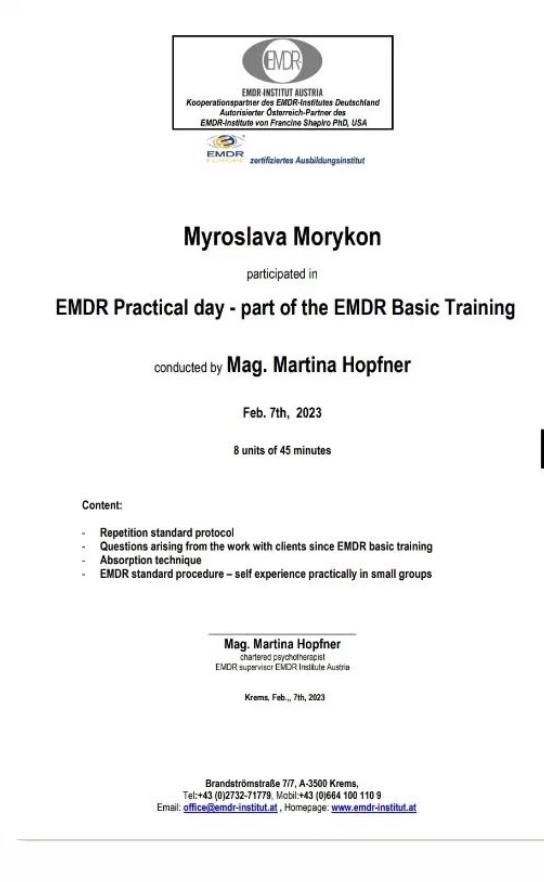 EMDR
EMDR-INSTITUT AUSTRIA
Kooperationspartner des EMDR-Institutes Deutschland
Autorisierter Österreich-Partner des
EMDR-Institute von Francine Shapiro PhD, USA
EMDR
EUROPE
zertifiziertes Ausbildungsinstitut
Myroslava Morykon
participated in
EMDR Practical day - part of the EMDR Basic Training
conducted by Mag. Martina Hopfner
Feb. 7th, 2023
8 units of 45 minutes
Content:
- Repetition standard protocol
- Questions arising from the work with clients since EMDR basic training
- Absorption technique
- EMDR standard procedure – self experience practically in small groups
Mag. Martina Hopfner
chartered psychotherapist
EMDR supervisor EMDR Institute Austria
Krems, Feb.,, 7th, 2023
Brandströmstraße 7/7, A-3500 Krems,
Tel:+43 (0)2732-71779, Mobil:+43 (0)664 100 110 9
Email: office@emdr-institut.at , Homepage: www.emdr-institut.at